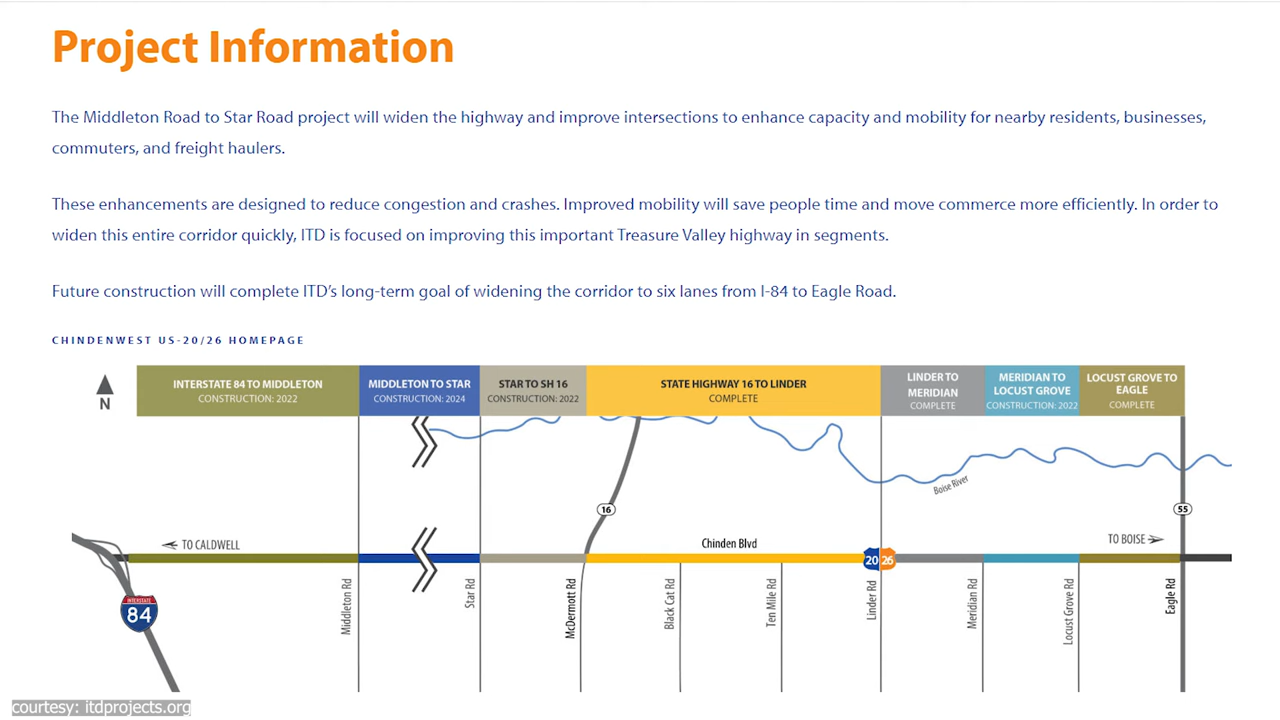 Project Information
The Middleton Road to Star Road project will widen the highway and improve intersections to enhance capacity and mobility for nearby residents, businesses,
commuters, and freight haulers.
These enhancements are designed to reduce congestion and crashes. Improved mobility will save people time and move commerce more efficiently. In order to
widen this entire corridor quickly, ITD is focused on improving this important Treasure Valley highway in segments.
Future construction will complete ITD's long-term goal of widening the corridor to six lanes from I-84 to Eagle Road.
CHINDENWEST US-20/26 HOMEPAGE
N
INTERSTATE 84 TO MIDDLETON
CONSTRUCTION: 2022
MIDDLETON TO STAR
CONSTRUCTION: 2024
STAR TO SH 16
CONSTRUCTION: 2022
STATE HIGHWAY 16 TO LINDER
COMPLETE
LINDER TO
MERIDIAN
COMPLETE
MERIDIAN TO
LOCUST GROVE
CONSTRUCTION: 2022
LOCUST GROVE TO
EAGLE
COMPLETE
Boise River
16
55
TO CALDWELL
Chinden Blvd
TO BOISE
20 26
INTERSTATE
84
Middleton Rd
Star Rd
McDermott Rd
Black Cat Rd
Ten Mile Rd
Linder Rd
Meridian Rd
Locust Grove Rd
Eagle Rd
courtesy: itdprojects.org